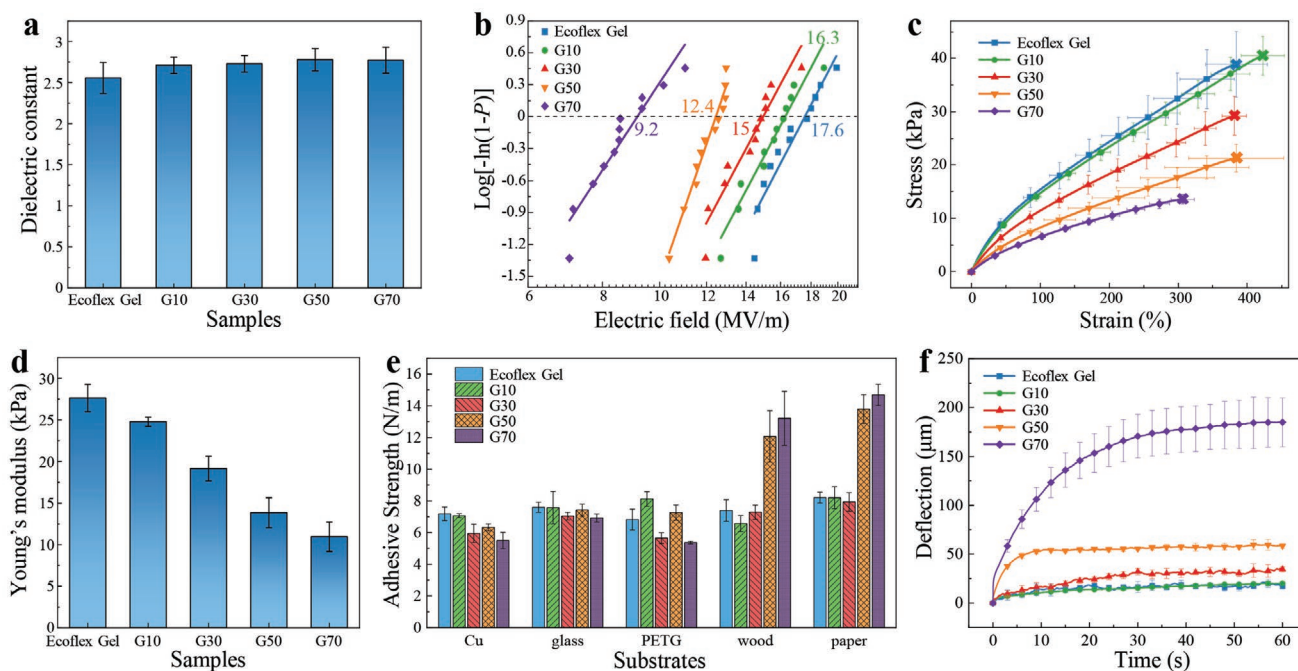 a
3
2.5
2
1.5
1
0.5
0
Dielectric constant
Ecoflex Gel G10 G30 G50 G70
Samples
b
0.9
0.6
0.3
0
-0.3
-0.6
-0.9
-1.2
-1.5
Log[-ln(1-P)]
Ecoflex Gel
G10
G30
G50
G70
16.3
12.4
9.2
15
17.6
6 8 10 12 14 16 18 20
Electric field (MV/m)
c
40
30
20
10
0
Stress (kPa)
Ecoflex Gel
G10
G30
G50
G70
0 100 200 300 400
Strain (%)
d
30
25
20
15
10
5
0
Young's modulus (kPa)
Ecoflex Gel G10 G30 G50 G70
Samples
e
16
14
12
10
8
6
4
2
0
Adhesive Strength (N/m)
Ecoflex Gel
G10
G30
G50
G70
Cu glass PETG wood paper
Substrates
f
250
200
150
100
50
0
Deflection (μm)
Ecoflex Gel
G10
G30
G50
G70
0 10 20 30 40 50 60
Time (s)